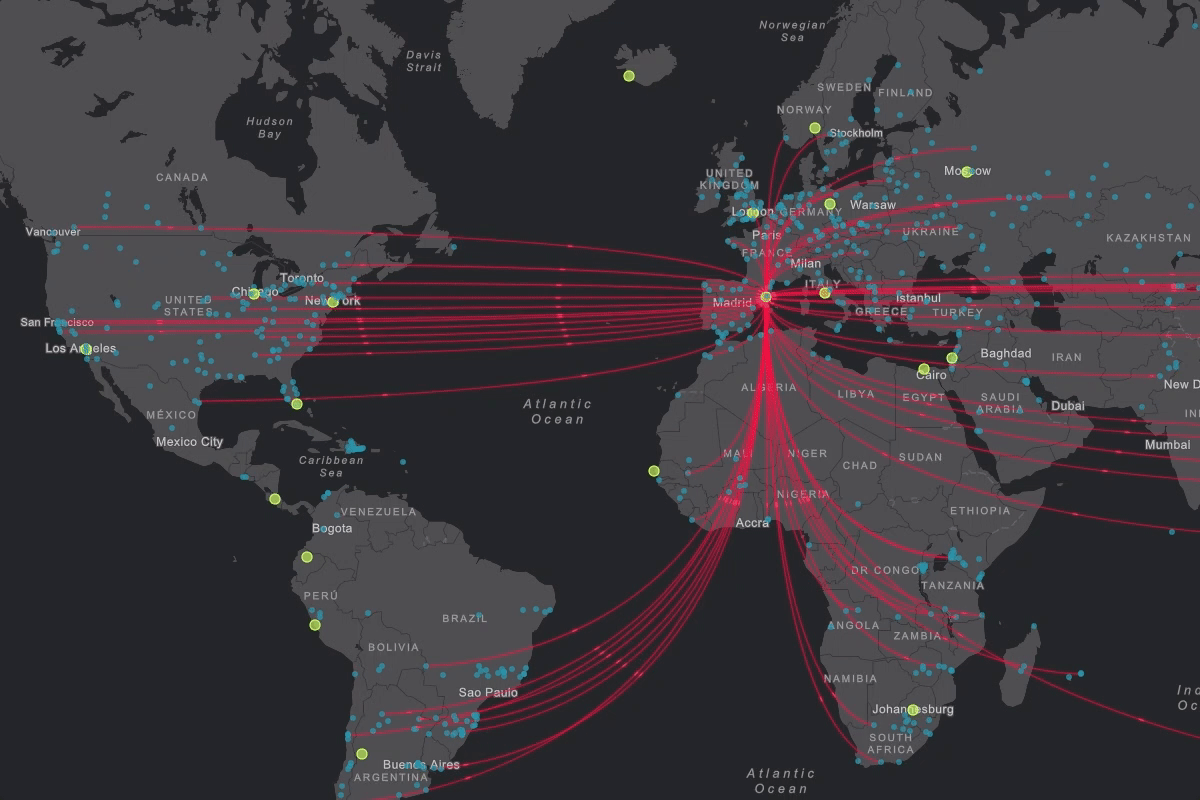 Norwegian
Sea
Davis
Strait
SWEDEN
FINLAND
NORWAY
Hudson
Bay
Stockholm
UNITED
KINGDOM
Moscow
CANADA
London
GERMANY
Warsaw
Vancouver
Paris
UKRAINE
KAZAKHSTAN
FRANCE
Milan
Toronto
Chicago
ITALY
UNITED
STATES
New York
Madrid
Istanbul
GREECE
TURKEY
San Francisco
Los Angeles
Baghdad
IRAN
Cairo
New D
ALGERIA
LIBYA
EGYPT
SAUDI
ARABIA
Dubai
Atlantic
Ocean
MÉXICO
IN
Mexico City
Mumbai
Caribbean
Sea
MALI
NIGER
CHAD
SUDAN
NIGERIA
VENEZUELA
Bogota
Accra
ETHIOPIA
DR CONGO
TANZANIA
PERÚ
BRAZIL
ANGOLA
ZAMBIA
BOLIVIA
NAMIBIA
Sao Paulo
Ind
Oc
Johannesburg
SOUTH
AFRICA
Buenos Aires
ARGENTINA
Atlantic
Ocean